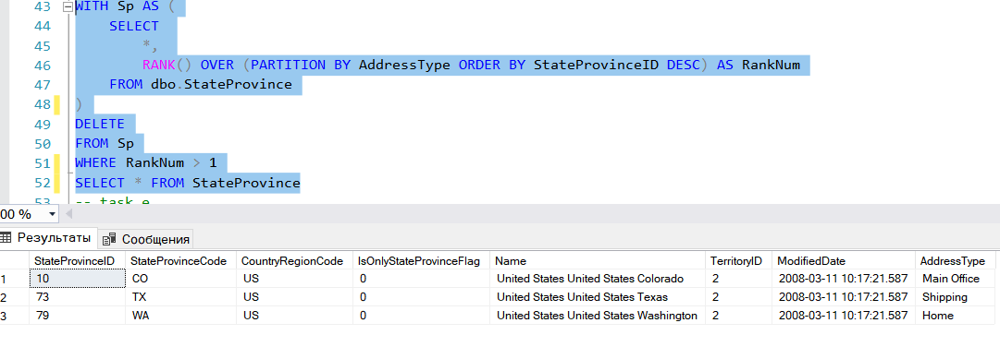 43 WITH Sp AS (
44 SELECT
45 *,
46 RANK() OVER (PARTITION BY AddressType ORDER BY StateProvinceID DESC) AS RankNum
47 FROM dbo.StateProvince
48 )
49 DELETE
50 FROM Sp
51 WHERE RankNum > 1
52 SELECT * FROM StateProvince
53 -- task e
00 %
Результаты Сообщения
StateProvinceID StateProvinceCode CountryRegionCode IsOnlyStateProvinceFlag Name TerritoryID ModifiedDate AddressType
1 10 CO US 0 United States United States Colorado 2 2008-03-11 10:17:21.587 Main Office
2 73 TX US 0 United States United States Texas 2 2008-03-11 10:17:21.587 Shipping
3 79 WA US 0 United States United States Washington 2 2008-03-11 10:17:21.587 Home